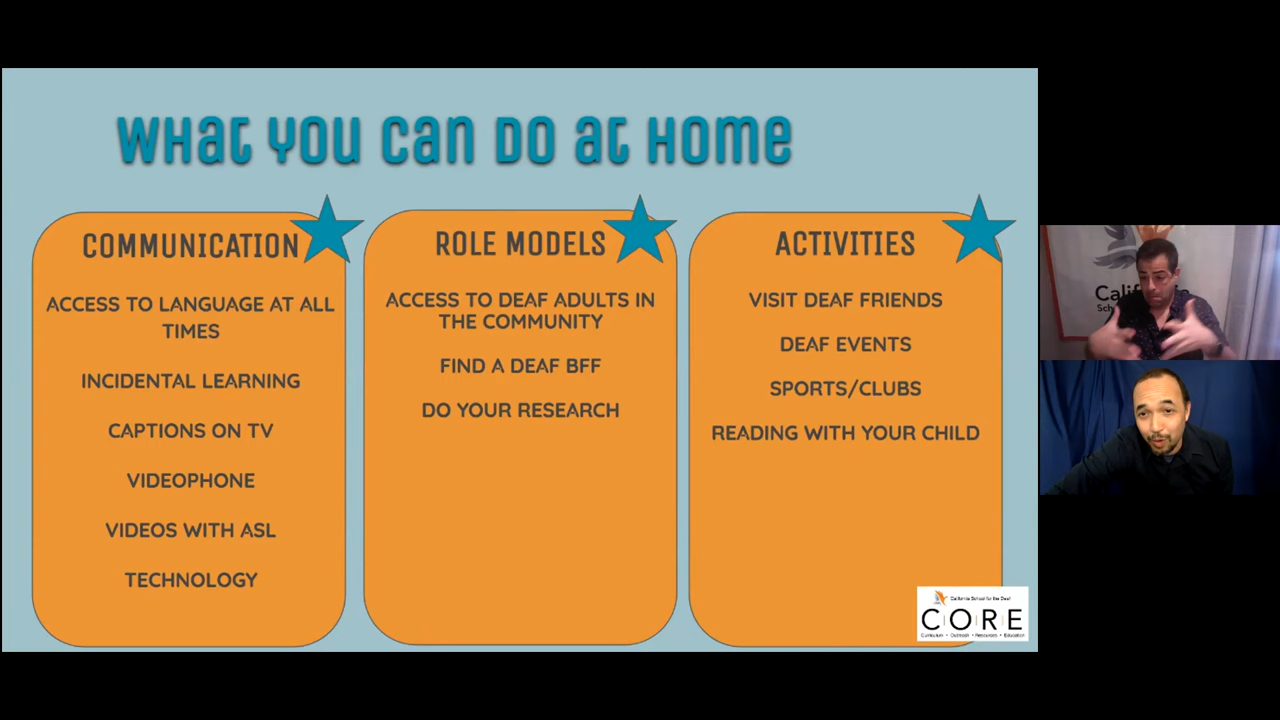 What You Can Do at Home
COMMUNICATION
ACCESS TO LANGUAGE AT ALL
TIMES
INCIDENTAL LEARNING
CAPTIONS ON TV
VIDEOPHONE
VIDEOS WITH ASL
TECHNOLOGY
ROLE MODELS
ACCESS TO DEAF ADULTS IN
THE COMMUNITY
FIND A DEAF BFF
DO YOUR RESEARCH
ACTIVITIES
VISIT DEAF FRIENDS
DEAF EVENTS
SPORTS/CLUBS
READING WITH YOUR CHILD
California School for the Deaf
CORE
Curriculum • Outreach • Resources • Education